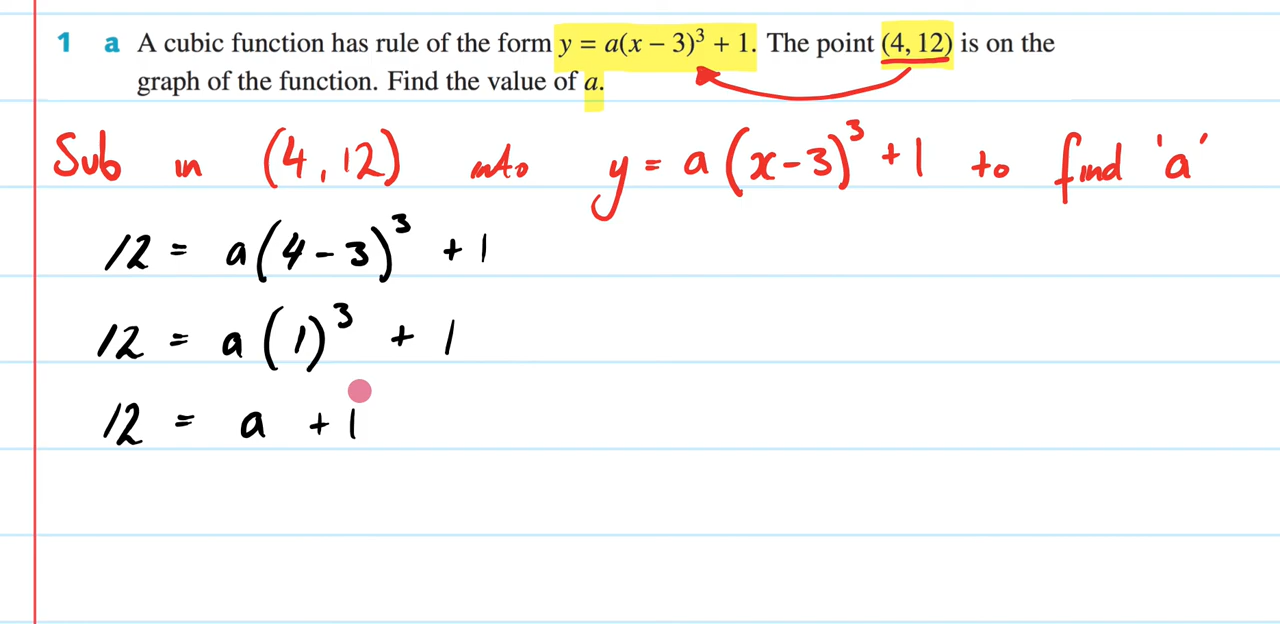 1 a A cubic function has rule of the form y = a(x − 3)³ + 1. The point (4, 12) is on the
graph of the function. Find the value of a.
Sub in (4, 12) into y = a(x-3)³ + 1 to find 'a'
12 = a(4-3)³ + 1
12 = a(1)³ + 1
12 = a + 1